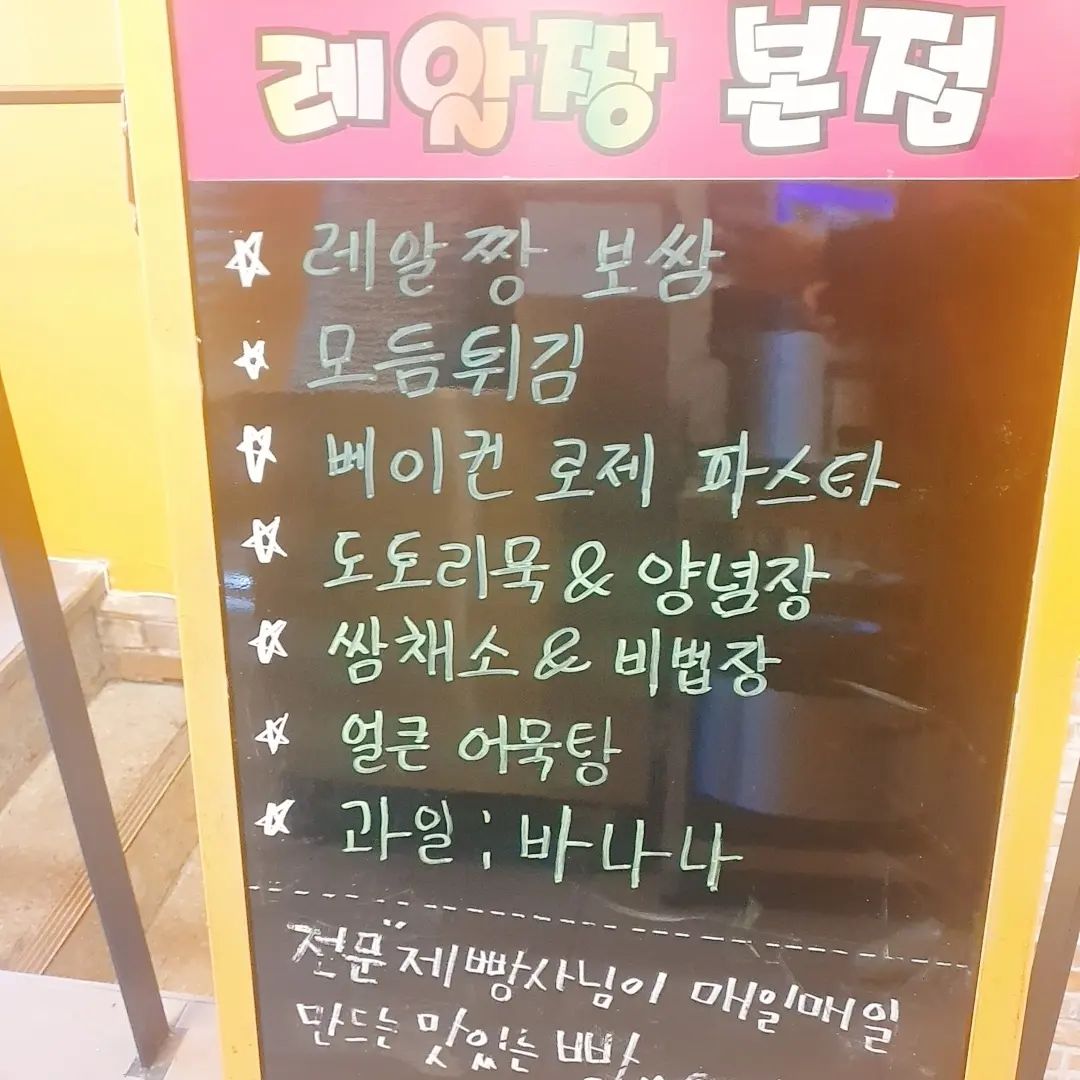 레알짱 본점
레알짱 보쌈
모듬튀김
베이컨 로제 파스타
도토리묵 & 양념장
쌈채소 & 비법장
얼큰 어묵탕
과일 ; 바나나
전문" 제빵사님이 매일매일
만드는 맛있는 빵